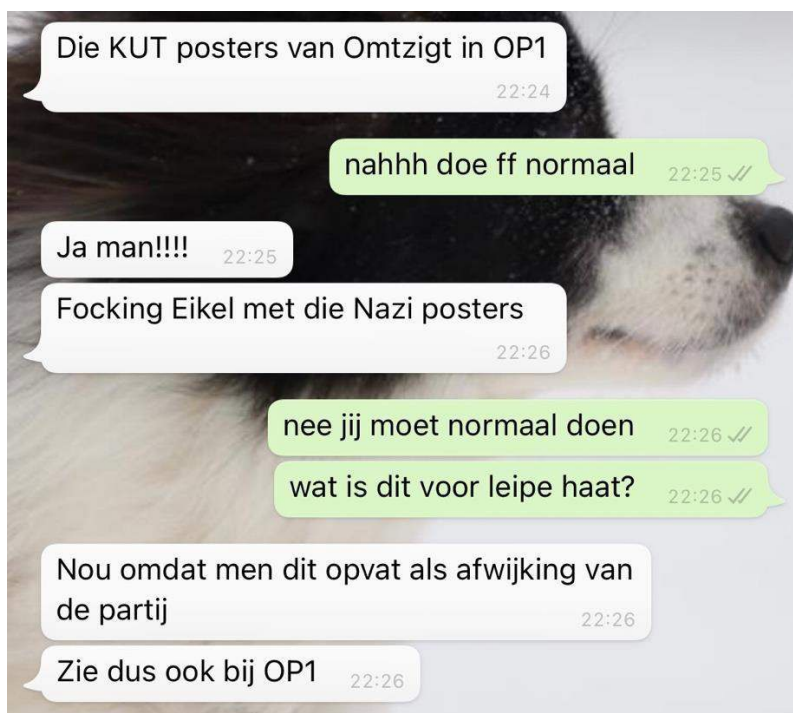 Die KUT posters van Omtzigt in OP1
22:24
nahhh doe ff normaal 22:25
Ja man!!!! 22:25
Focking Eikel met die Nazi posters
22:26
nee jij moet normaal doen 22:26
wat is dit voor leipe haat? 22:26
Nou omdat men dit opvat als afwijking van
de partij 22:26
Zie dus ook bij OP1 22:26